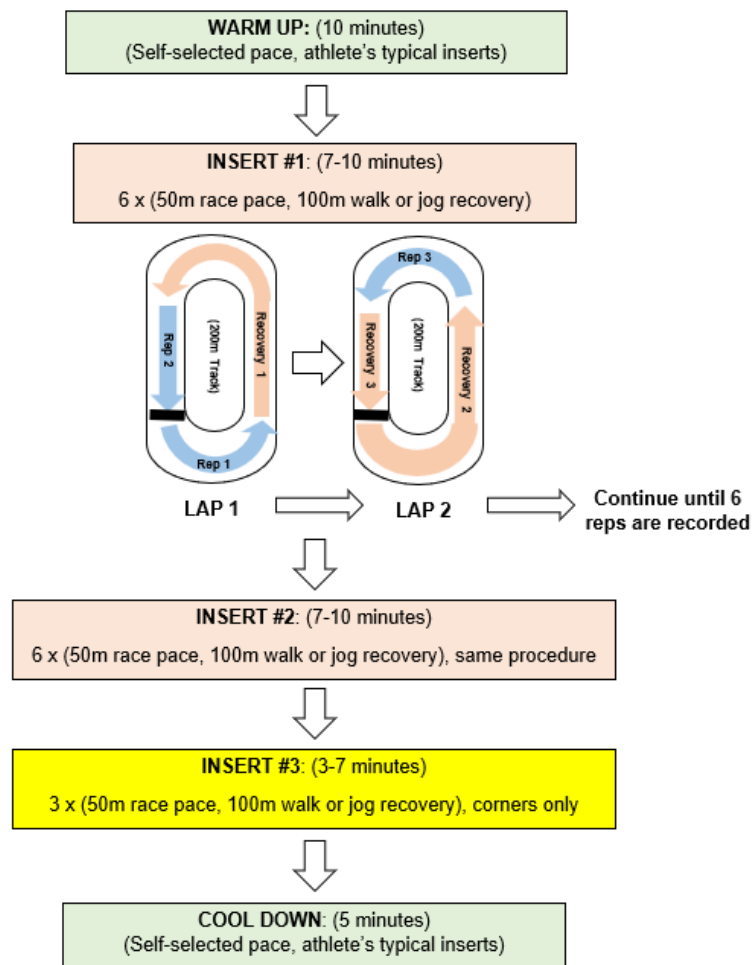 WARM UP: (10 minutes)
(Self-selected pace, athlete's typical inserts)
INSERT #1: (7-10 minutes)
6 x (50m race pace, 100m walk or jog recovery)
Rep 2
(200m Track)
Recovery 1
Rep 1
Rep 3
Recovery 3
(200m Track)
Recovery 2
LAP 1
LAP 2
Continue until 6
reps are recorded
INSERT #2: (7-10 minutes)
6 x (50m race pace, 100m walk or jog recovery), same procedure
INSERT #3: (3-7 minutes)
3 x (50m race pace, 100m walk or jog recovery), corners only
COOL DOWN: (5 minutes)
(Self-selected pace, athlete's typical inserts)